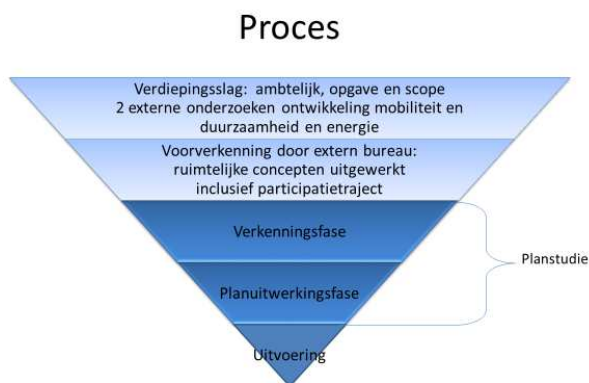 Proces
Verdiepingsslag: ambtelijk, opgave en scope
2 externe onderzoeken ontwikkeling mobiliteit en
duurzaamheid en energie
Voorverkenning door extern bureau:
ruimtelijke concepten uitgewerkt
inclusief participatietraject
Verkenningsfase
Planstudie
Planuitwerkingsfase
Uitvoering